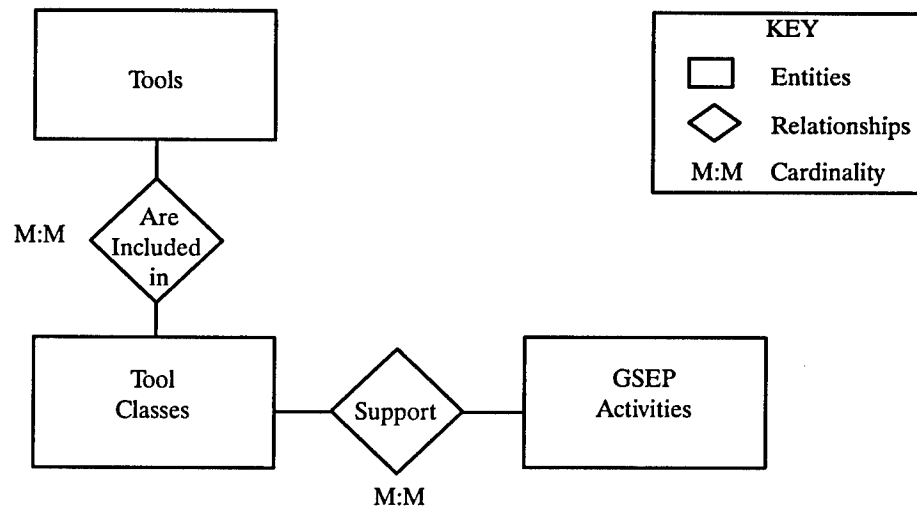 Tools
KEY
Entities
Relationships
M:M Cardinality
M:M
Are
Included
in
Tool
Classes
Support
M:M
GSEP
Activities